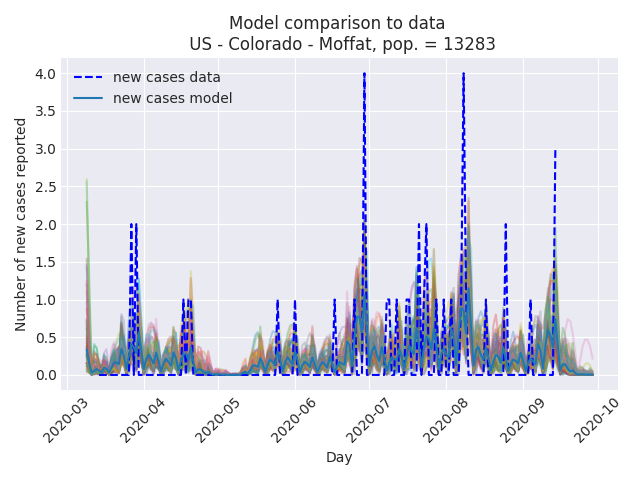 Model comparison to data
US - Colorado - Moffat, pop. = 13283
new cases data
new cases model
Number of new cases reported
4.0
3.5
3.0
2.5
2.0
1.5
1.0
0.5
0.0
2020-03
2020-04
2020-05
2020-06
2020-07
2020-08
2020-09
2020-10
Day